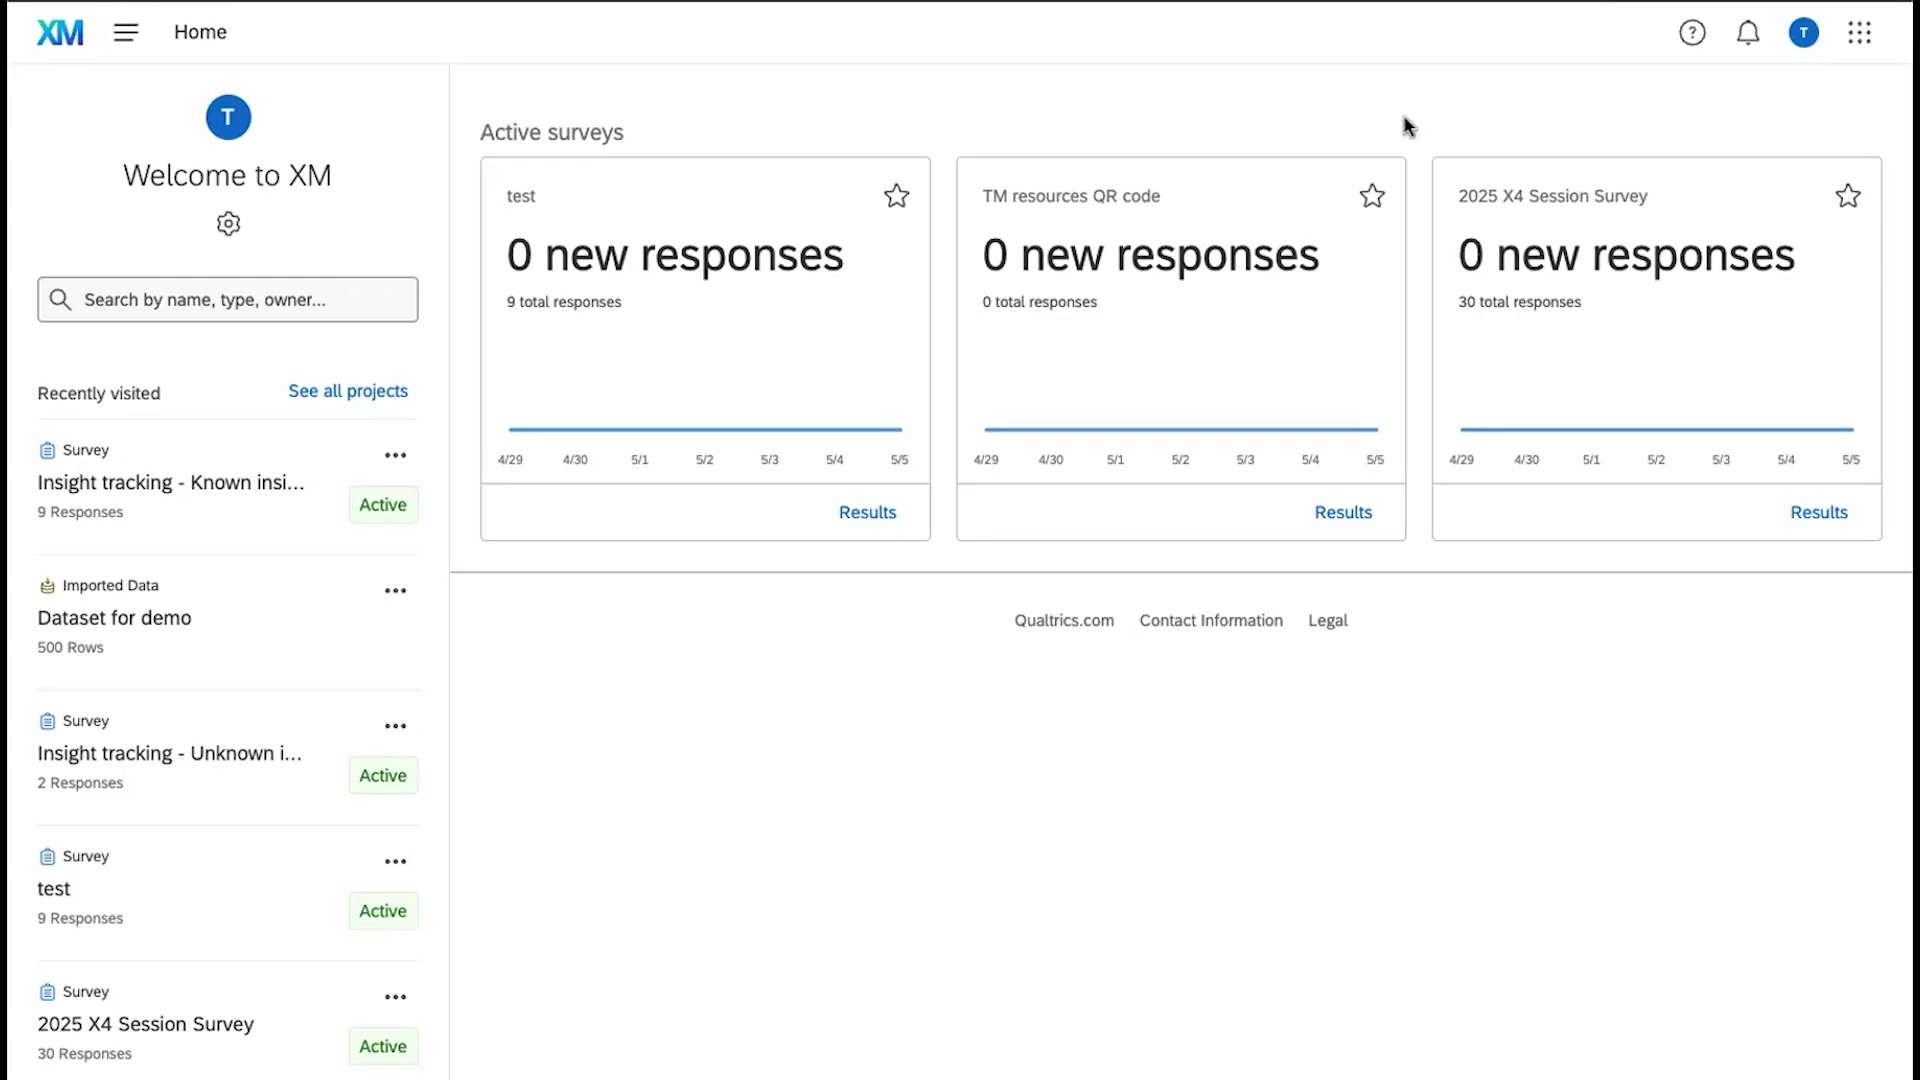 XM
Home
?
T
T
Welcome to XM
Search by name, type, owner...
Recently visited
See all projects
Survey
Insight tracking - Known insi...
9 Responses
Active
Imported Data
Dataset for demo
500 Rows
Survey
Insight tracking - Unknown i...
2 Responses
Active
Survey
test
9 Responses
Active
Survey
2025 X4 Session Survey
30 Responses
Active
Active surveys
test
0 new responses
9 total responses
4/29 4/30 5/1 5/2 5/3 5/4 5/5
Results
TM resources QR code
0 new responses
0 total responses
4/29 4/30 5/1 5/2 5/3 5/4 5/5
Results
2025 X4 Session Survey
0 new responses
30 total responses
4/29 4/30 5/1 5/2 5/3 5/4 5/5
Results
Qualtrics.com Contact Information Legal